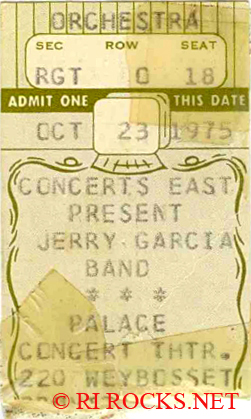 ORCHESTRA
SEC ROW SEAT
RGT O 18
ADMIT ONE THIS DATE
OCT 23 1975
CONCERTS EAST
PRESENT
JERRY GARCIA
BAND
* * *
PALACE
CONCERT THTR.
220 WEYBOSSET
© RI ROCKS.NET